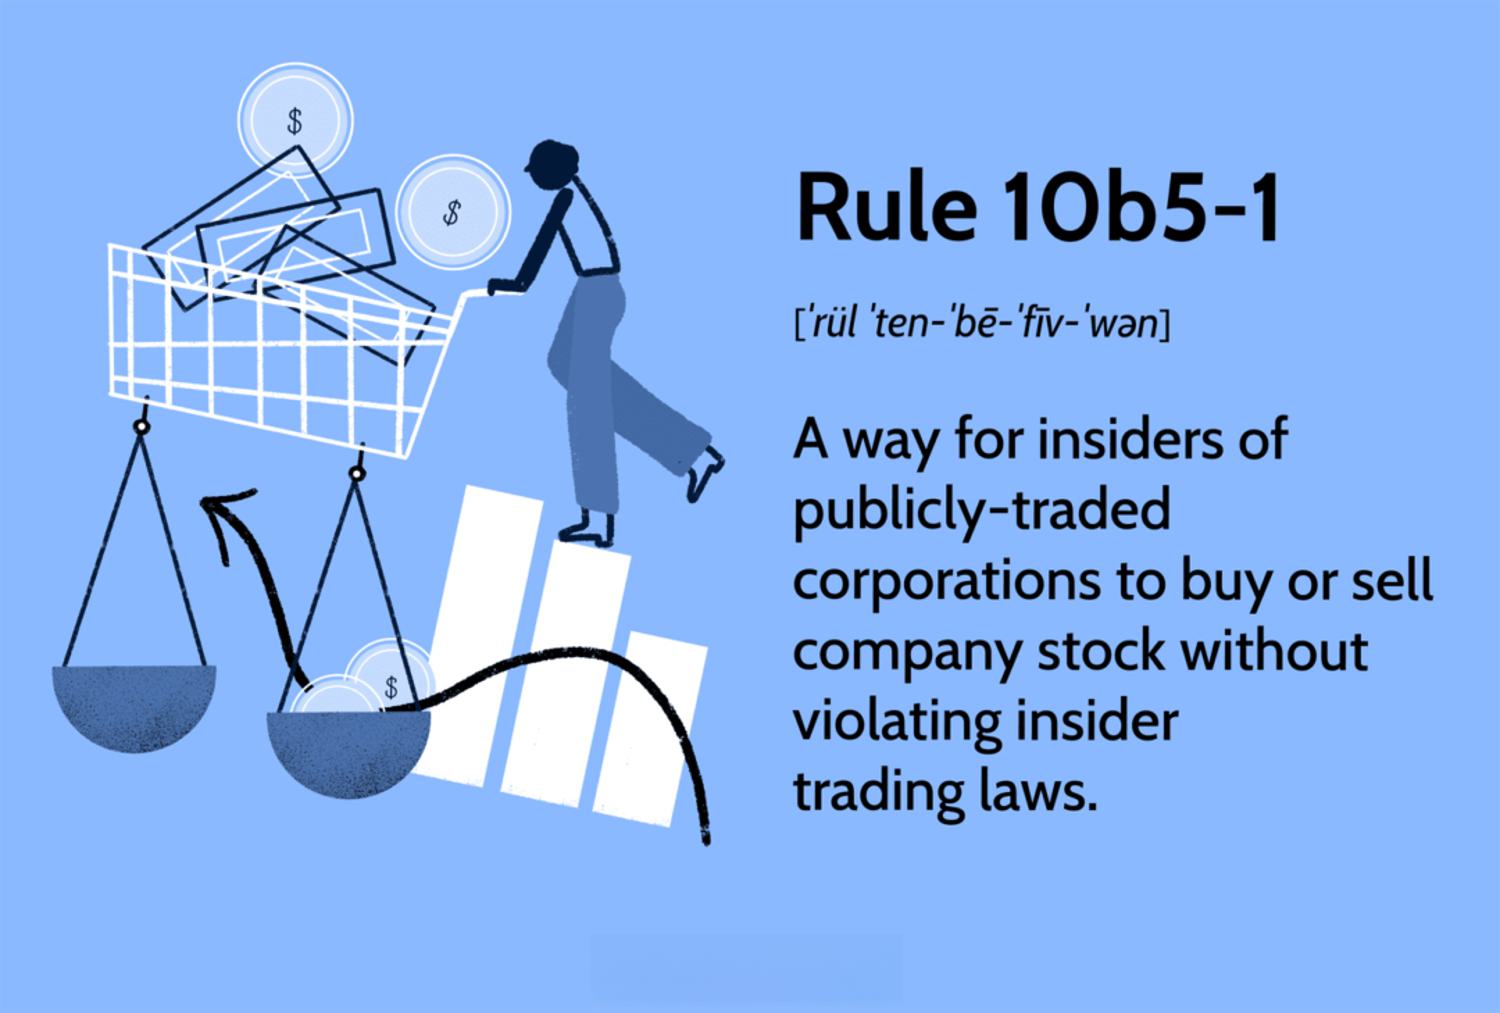 $
$
$
Rule 10b5-1
[ˈrül ˈten-ˈbē-ˈfīv-ˈwən]
A way for insiders of
publicly-traded
corporations to buy or sell
company stock without
violating insider
trading laws.